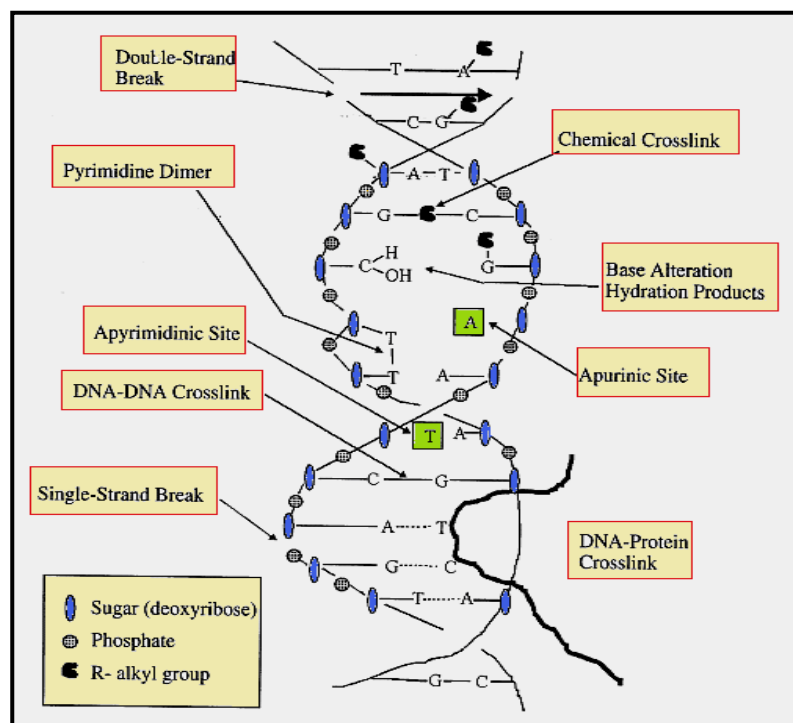 Double-Strand
Break
T A
C G
Chemical Crosslink
Pyrimidine Dimer
A T
G C
C H
OH
G
Base Alteration
Hydration Products
Apyrimidinic Site
A
T
T
A
Apurinic Site
DNA-DNA Crosslink
T A
C G
Single-Strand Break
A T
DNA-Protein
Crosslink
G C
T A
Sugar (deoxyribose)
Phosphate
R- alkyl group
G C